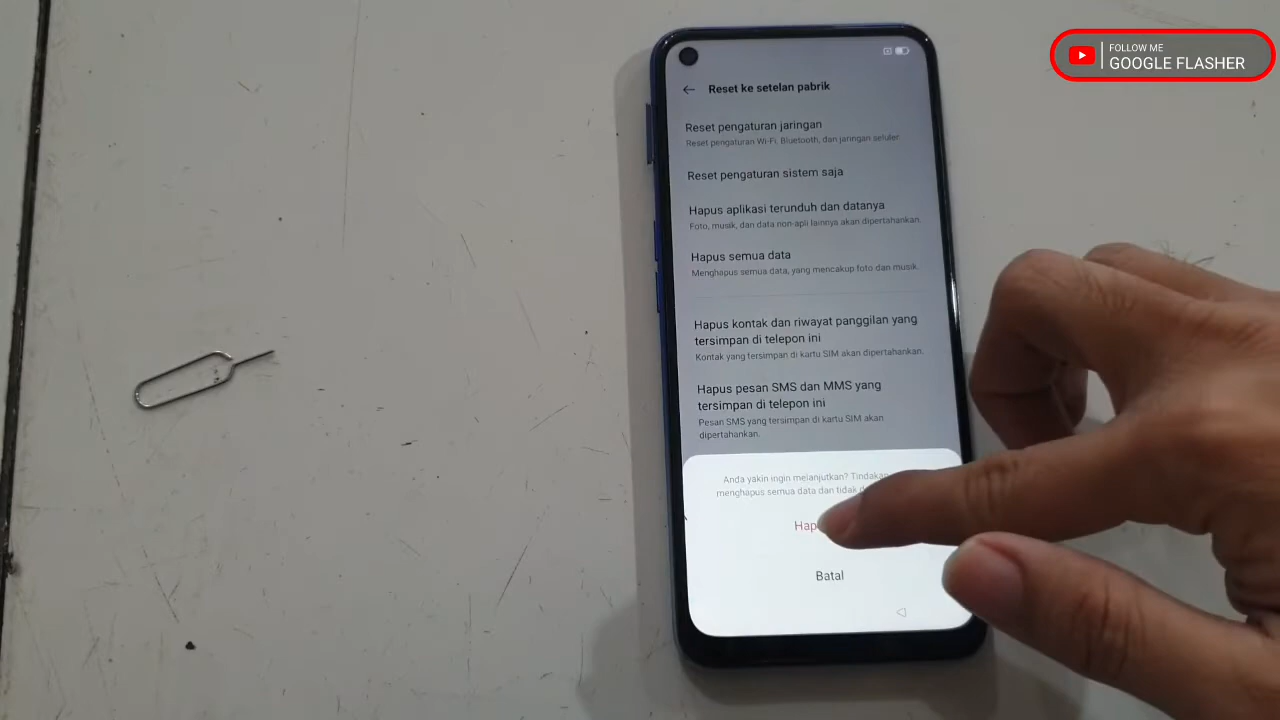 FOLLOW ME
GOOGLE FLASHER
Reset ke setelan pabrik
Reset pengaturan jaringan
Reset pengaturan Wi-Fi, Bluetooth, dan jaringan seluler
Reset pengaturan sistem saja
Hapus aplikasi terunduh dan datanya
Foto, musik, dan data non-apli lainnya akan dipertahankan.
Hapus semua data
Menghapus semua data, yang mencakup foto dan musik.
Hapus kontak dan riwayat panggilan yang
tersimpan di telepon ini
Kontak yang tersimpan di kartu SIM akan dipertahankan.
Hapus pesan SMS dan MMS yang
tersimpan di telepon ini
Pesan SMS yang tersimpan di kartu SIM akan
dipertahankan.
Anda yakin ingin melanjutkan? Tindakan
menghapus semua data dan tidak
Batal